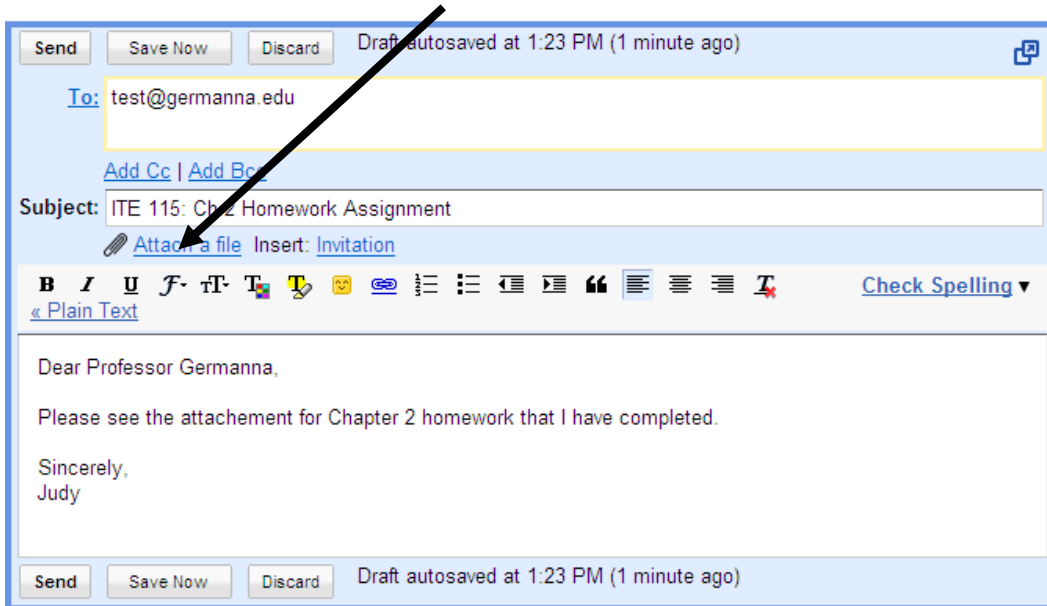 Send Save Now Discard Draft autosaved at 1:23 PM (1 minute ago)
To: test@germanna.edu
Add Cc | Add Bcc
Subject: ITE 115: Ch 2 Homework Assignment
Attach a file Insert: Invitation
B I U F T T T Check Spelling
« Plain Text
Dear Professor Germanna,
Please see the attachement for Chapter 2 homework that I have completed.
Sincerely,
Judy
Send Save Now Discard Draft autosaved at 1:23 PM (1 minute ago)